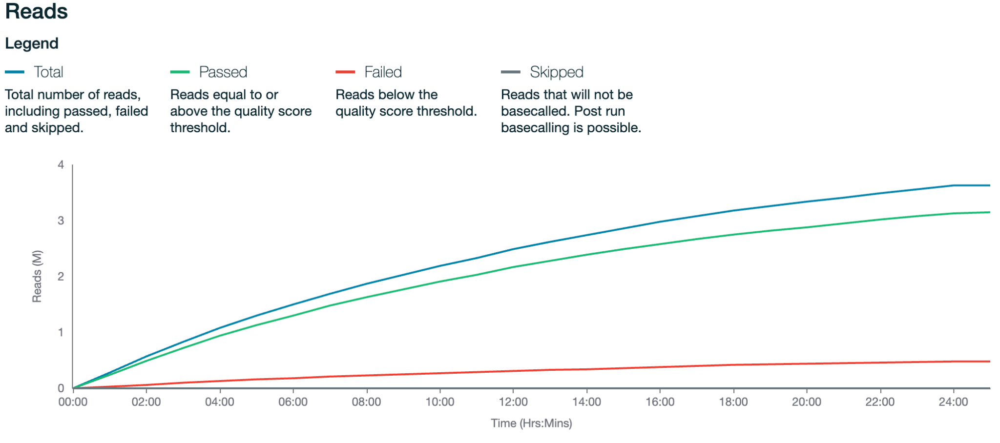 Reads
Legend
Total
Passed
Failed
Skipped
Total number of reads,
including passed, failed
and skipped.
Reads equal to or
above the quality score
threshold.
Reads below the
quality score threshold.
Reads that will not be
basecalled. Post run
basecalling is possible.
4
3
2
1
0
Reads (M)
00:00
02:00
04:00
06:00
08:00
10:00
12:00
14:00
16:00
18:00
20:00
22:00
24:00
Time (Hrs:Mins)